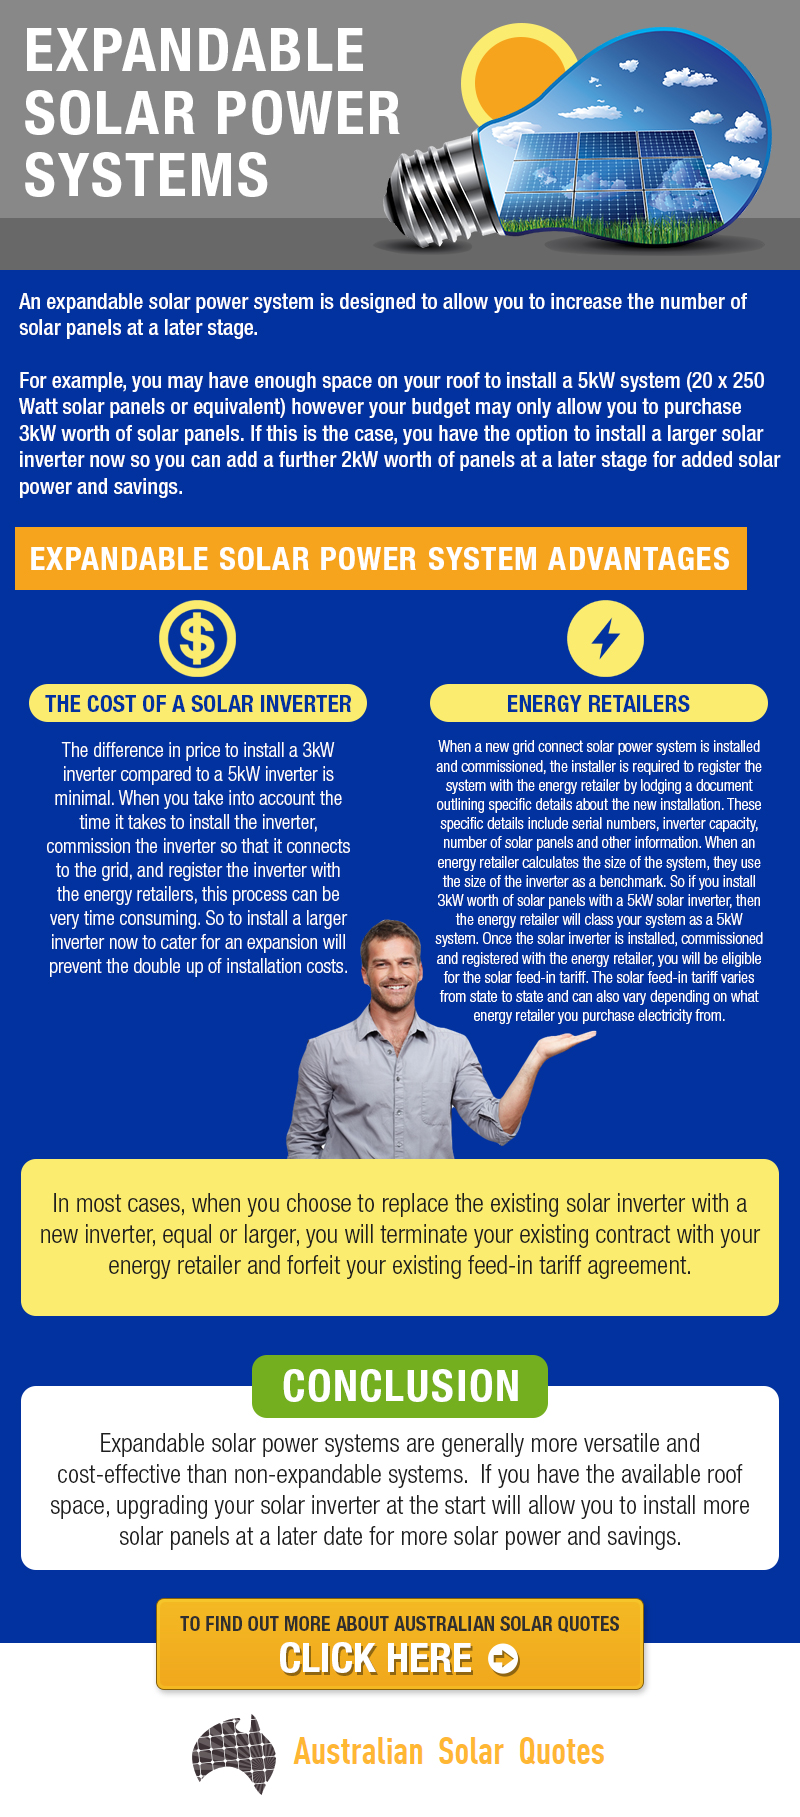 EXPANDABLE
SOLAR POWER
SYSTEMS
An expandable solar power system is designed to allow you to increase the number of
solar panels at a later stage.
For example, you may have enough space on your roof to install a 5kW system (20 x 250
Watt solar panels or equivalent) however your budget may only allow you to purchase
3kW worth of solar panels. If this is the case, you have the option to install a larger solar
inverter now so you can add a further 2kW worth of panels at a later stage for added solar
power and savings.
EXPANDABLE SOLAR POWER SYSTEM ADVANTAGES
$
THE COST OF A SOLAR INVERTER
The difference in price to install a 3kW
inverter compared to a 5kW inverter is
minimal. When you take into account the
time it takes to install the inverter,
commission the inverter so that it connects
to the grid, and register the inverter with
the energy retailers, this process can be
very time consuming. So to install a larger
inverter now to cater for an expansion will
prevent the double up of installation costs.
ENERGY RETAILERS
When a new grid connect solar power system is installed
and commissioned, the installer is required to register the
system with the energy retailer by lodging a document
outlining specific details about the new installation. These
specific details include serial numbers, inverter capacity,
number of solar panels and other information. When an
energy retailer calculates the size of the system, they use
the size of the inverter as a benchmark. So if you install
3kW worth of solar panels with a 5kW solar inverter, then
the energy retailer will class your system as a 5kW
system. Once the solar inverter is installed, commissioned
and registered with the energy retailer, you will be eligible
for the solar feed-in tariff. The solar feed-in tariff varies
from state to state and can also vary depending on what
energy retailer you purchase electricity from.
In most cases, when you choose to replace the existing solar inverter with a
new inverter, equal or larger, you will terminate your existing contract with your
energy retailer and forfeit your existing feed-in tariff agreement.
CONCLUSION
Expandable solar power systems are generally more versatile and
cost-effective than non-expandable systems.  If you have the available roof
space, upgrading your solar inverter at the start will allow you to install more
solar panels at a later date for more solar power and savings.
TO FIND OUT MORE ABOUT AUSTRALIAN SOLAR QUOTES
CLICK HERE
Australian Solar Quotes